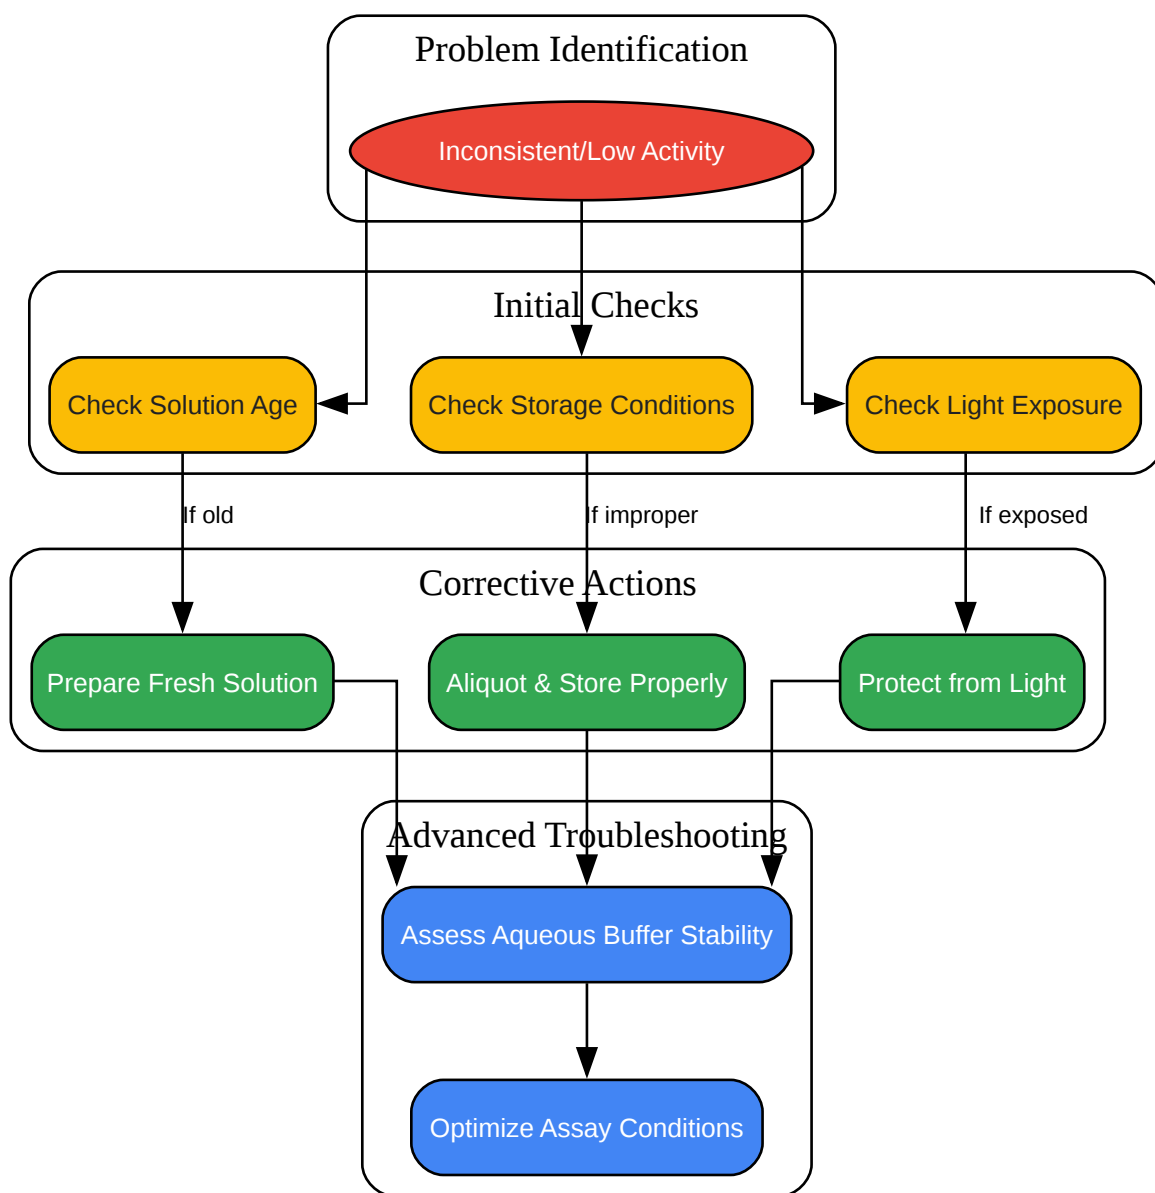 Problem Identification
Inconsistent/Low Activity
Initial Checks
Check Solution Age
Check Storage Conditions
Check Light Exposure
If old
If improper
If exposed
Corrective Actions
Prepare Fresh Solution
Aliquot & Store Properly
Protect from Light
Advanced Troubleshooting
Assess Aqueous Buffer Stability
Optimize Assay Conditions